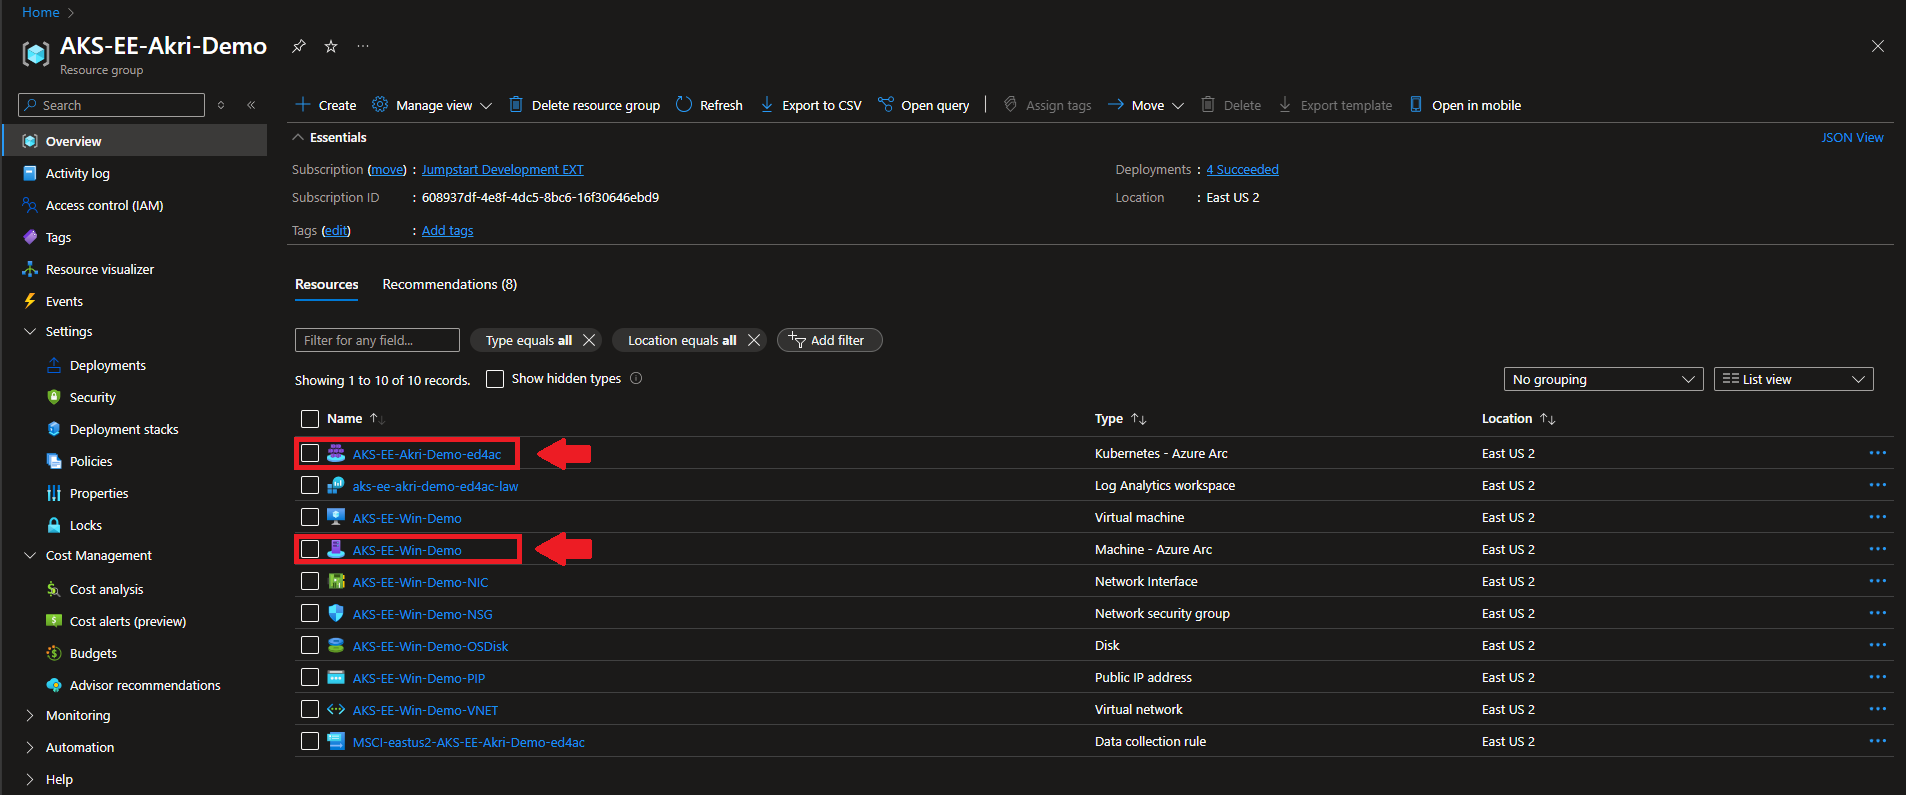 Home
AKS-EE-Akri-Demo
Resource group
Search
Create
Manage view
Delete resource group
Refresh
Export to CSV
Open query
Assign tags
Move
Delete
Export template
Open in mobile
Overview
Activity log
Access control (IAM)
Tags
Resource visualizer
Events
Settings
Deployments
Security
Deployment stacks
Policies
Properties
Locks
Cost Management
Cost analysis
Cost alerts (preview)
Budgets
Advisor recommendations
Monitoring
Automation
Help
Essentials
JSON View
Subscription (move) : Jumpstart Development EXT
Deployments : 4 Succeeded
Subscription ID : 608937df-4e8f-4dc5-8bc6-16f30646ebd9
Location : East US 2
Tags (edit) : Add tags
Resources Recommendations (8)
Filter for any field... Type equals all Location equals all Add filter
Showing 1 to 10 of 10 records. Show hidden types No grouping List view
Name Type Location
AKS-EE-Akri-Demo-ed4ac Kubernetes - Azure Arc East US 2
aks-ee-akri-demo-ed4ac-law Log Analytics workspace East US 2
AKS-EE-Win-Demo Virtual machine East US 2
AKS-EE-Win-Demo Machine - Azure Arc East US 2
AKS-EE-Win-Demo-NIC Network Interface East US 2
AKS-EE-Win-Demo-NSG Network security group East US 2
AKS-EE-Win-Demo-OSDisk Disk East US 2
AKS-EE-Win-Demo-PIP Public IP address East US 2
AKS-EE-Win-Demo-VNET Virtual network East US 2
MSCI-eastus2-AKS-EE-Akri-Demo-ed4ac Data collection rule East US 2